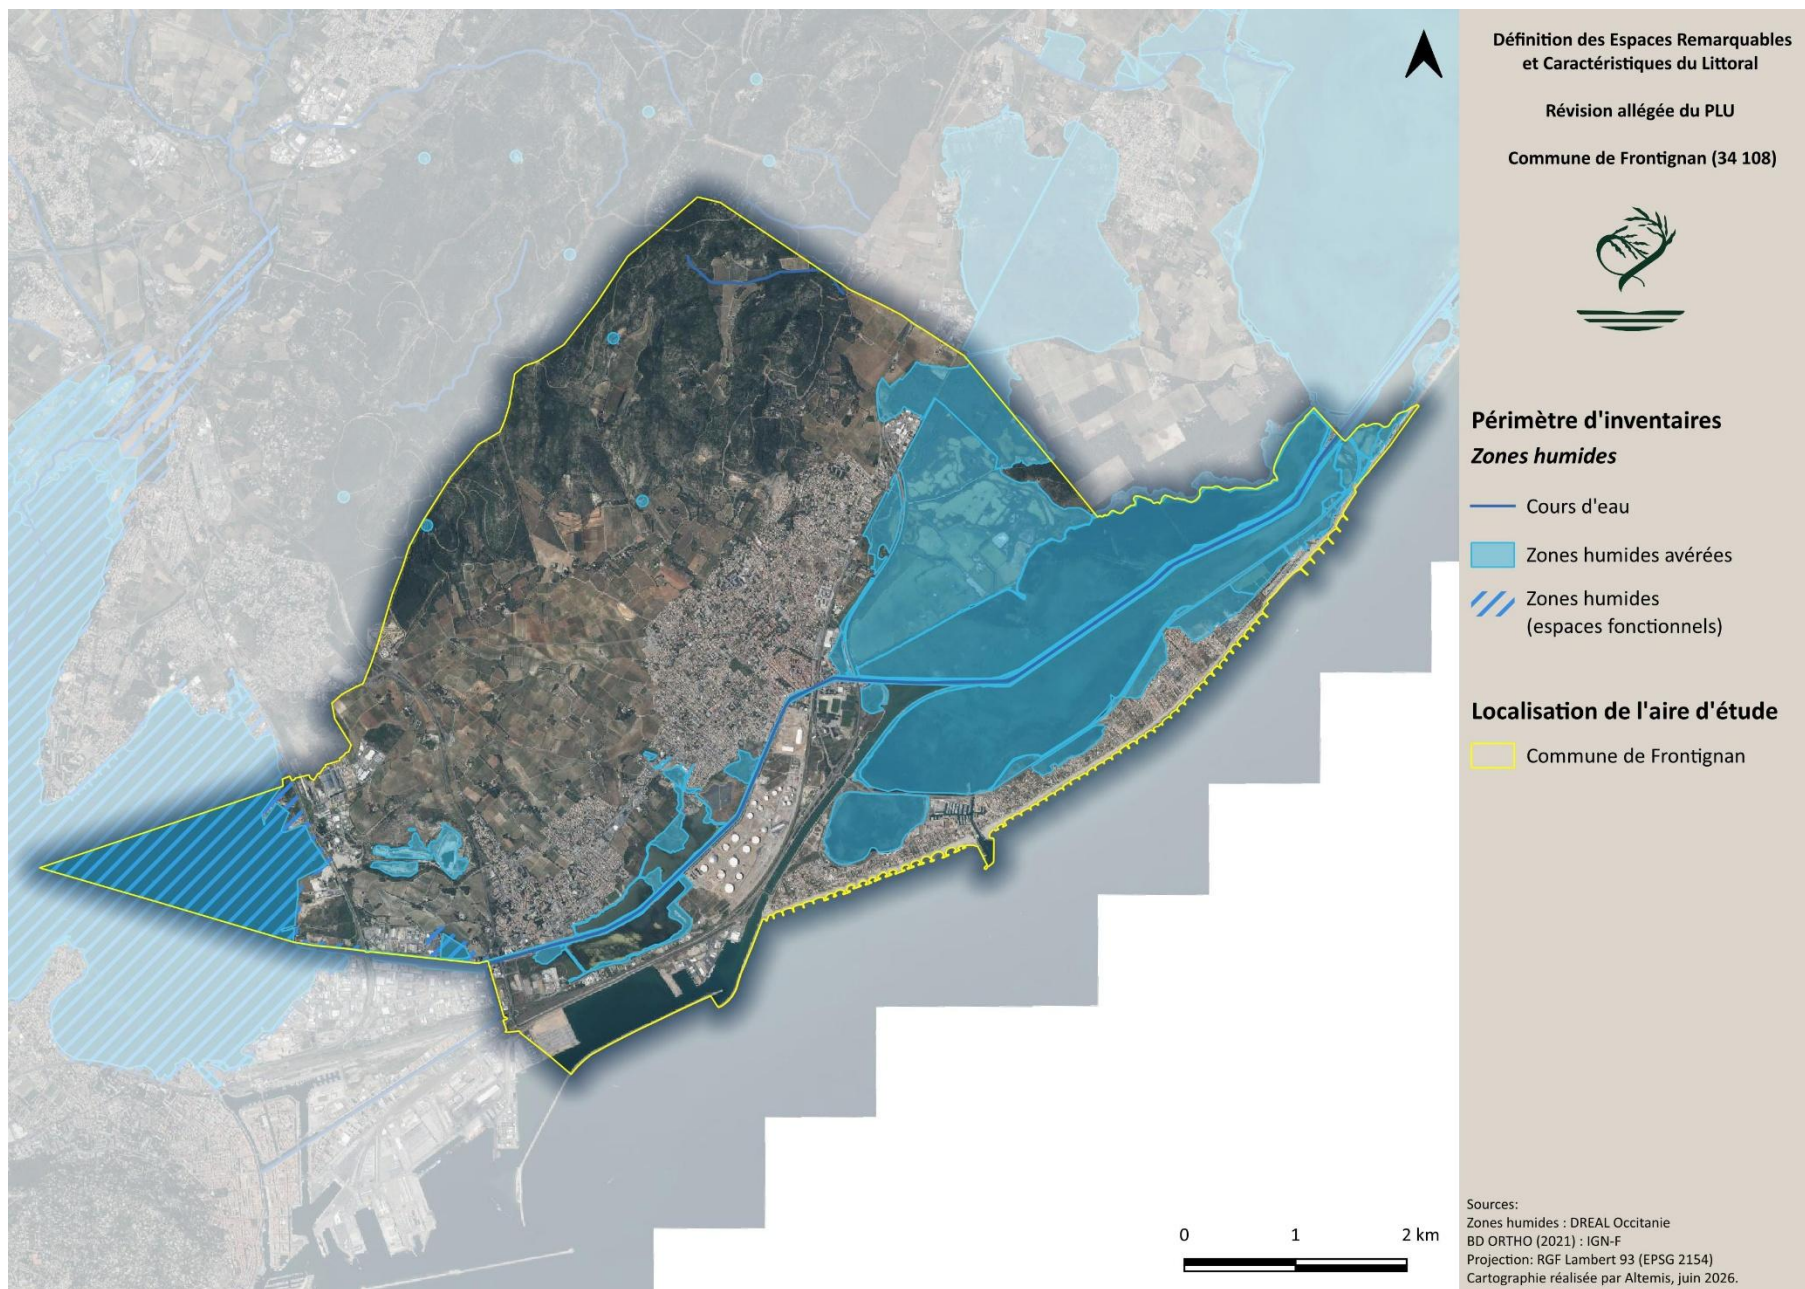 Définition des Espaces Remarquables
et Caractéristiques du Littoral
Révision allégée du PLU
Commune de Frontignan (34 108)
Périmètre d'inventaires
Zones humides
Cours d'eau
Zones humides avérées
Zones humides
(espaces fonctionnels)
Localisation de l'aire d'étude
Commune de Frontignan
0 1 2 km
Sources:
Zones humides : DREAL Occitanie
BD ORTHO (2021) : IGN-F
Projection: RGF Lambert 93 (EPSG 2154)
Cartographie réalisée par Altemis, juin 2026.